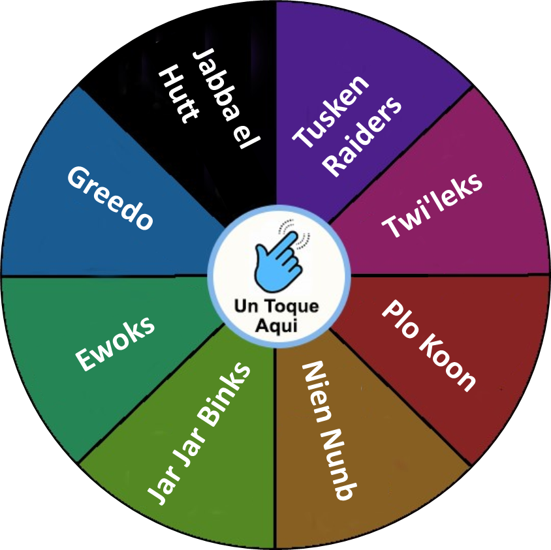 Jabba el
Hutt
Tusken
Raiders
Greedo
Twi'leks
Un Toque
Aqui
Ewoks
Plo Koon
Jar Jar Binks
Nien Nunb